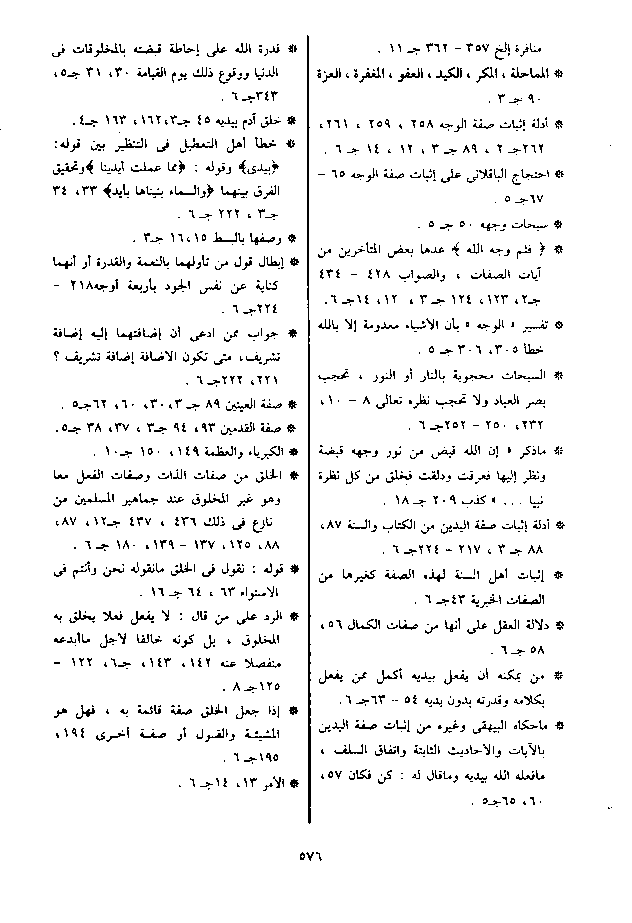 منافرة إلخ ٣٥٧ – ٣٦٢ جـ ١١ .
* المماحلة ، المكر ، الكيد ، العفو ، المغفرة ، العزة
٩٠ جـ ٣ .
* أدلة إثبات صفة الوجه ٢٥٨ ، ٢٥٩ ، ٢٦١،
٢٦٢جـ ٢ ، ٨٩ جـ ٣ ، ١٢ ، ١٤ جـ ٦ .
* احتجاج الباقلاني على إثبات صفة الوجه ٦٥ –
٦٧جـ ٥ .
* سبحات وجهه ٥٠ جـ ٥ .
* ﴿ فثم وجه الله ﴾ عدها بعض المتأخرين من
آيات الصفات ، والصواب ٤٢٨ – ٤٣٤
جـ٢، ١٢٣، ١٢٤ جـ ٣ ، ١٢، ١٤جـ ٦.
* تفسير « الوجه » بأن الأشياء معدومة إلا بالله
خطأ ٣٠٥، ٣٠٦ جـ ٥ .
* السبحات محجوبة بالنار أو النور ، تحجب
بصر العباد ولا تحجب نظره تعالى ٨ – ١٠،
٢٣٢، ٢٥٠ – ٢٥٢جـ ٦ .
* ماذكر « إن الله قبض من نور وجهه قبضة
ونظر إليها فعرقت ودلقت فخلق من كل نظرة
نبيا ... » كذب ٢٠٩ جـ ١٨ .
* أدلة إثبات صفة اليدين من الكتاب والسنة ٨٧،
٨٨ جـ ٣ ، ٢١٧ – ٢٢٤جـ ٦ .
* إثبات أهل السنة لهذه الصفة كغيرها من
الصفات الخبرية ٤٣جـ ٦ .
* دلالة العقل على أنها من صفات الكمال ٥٦،
٥٨ جـ ٦ .
* من يمكنه أن يفعل بيديه أكمل ممن يفعل
بكلامه وقدرته بدون يديه ٥٤ – ٦٣جـ ٦.
* ماحكاه البيهقي وغيره من إثبات صفة اليدين
بالآيات والأحاديث الثابتة واتفاق السلف ،
مافعله الله بيديه وماقال له : كن فكان ٥٧،
٦٠، ٦٥جـ٥ .
* قدرة الله على إحاطة قبضته بالمخلوقات فى
الدنيا ووقوع ذلك يوم القيامة ٣٠، ٣١ جـ٥،
٣٤٣جـ ٦ .
* خلق آدم بيديه ٤٥ جـ٣، ١٦٢، ١٦٣ جـ٤.
* خطأ أهل التعطيل فى التنظير بين قوله:
﴿بيدى﴾ وقوله : ﴿مما عملت أيدينا ﴾وتحقيق
الفرق بينهما ﴿والسماء بنيناها بأيد﴾ ٣٣، ٣٤
جـ٣ ، ٢٢٢ جـ ٦ .
* وصفها بالبسط ١٥، ١٦ جـ٣ .
* إبطال قول من تأولهما بالنعمة والقدرة أو أنهما
كناية عن نفس الجود بأربعة أوجه٢١٨ –
٢٢٤جـ ٦ .
* جواب ممن ادعى أن إضافتهما إليه إضافة
تشريف، متى تكون الاضافة إضافة تشريف ؟
٢٢١، ٢٢٢جـ ٦ .
* صفة العينين ٨٩ جـ ٣، ٣٠، ٦٠، ٦٢جـ٥ .
* صفة القدمين ٩٣، ٩٤ جـ ٣ ، ٣٧، ٣٨ جـ٥.
* الكبرياء والعظمة ١٤٩، ١٥٠ جـ١٠ .
* الخلق من صفات الذات وصفات الفعل معا
وهو غير المخلوق عند جماهير المسلمين من
نازع فى ذلك ٤٣٦ ، ٤٣٧ جـ١٢، ٨٧،
٨٨، ١٢٥، ١٣٧ – ١٣٩، ١٨٠ جـ ٦ .
* قوله : نقول فى الخلق مانقوله نحن وأنتم فى
الاستواء ٦٣ ، ٦٤ جـ ١٦ .
* الرد على من قال : لا يفعل فعلا يخلق به
المخلوق ، بل كونه خالقا لأجل ماأبدعه
منفصلا عنه ١٤٢، ١٤٣، جـ٦، ١٢٢ –
١٢٥جـ ٨ .
* إذا جعل الخلق صفة قائمة به ، فهل هو
المشيئة والقول أو صفة أخرى ١٩٤،
١٩٥جـ ٦ .
* الأمر ١٣، ١٤جـ ٦ .
٥٧٦